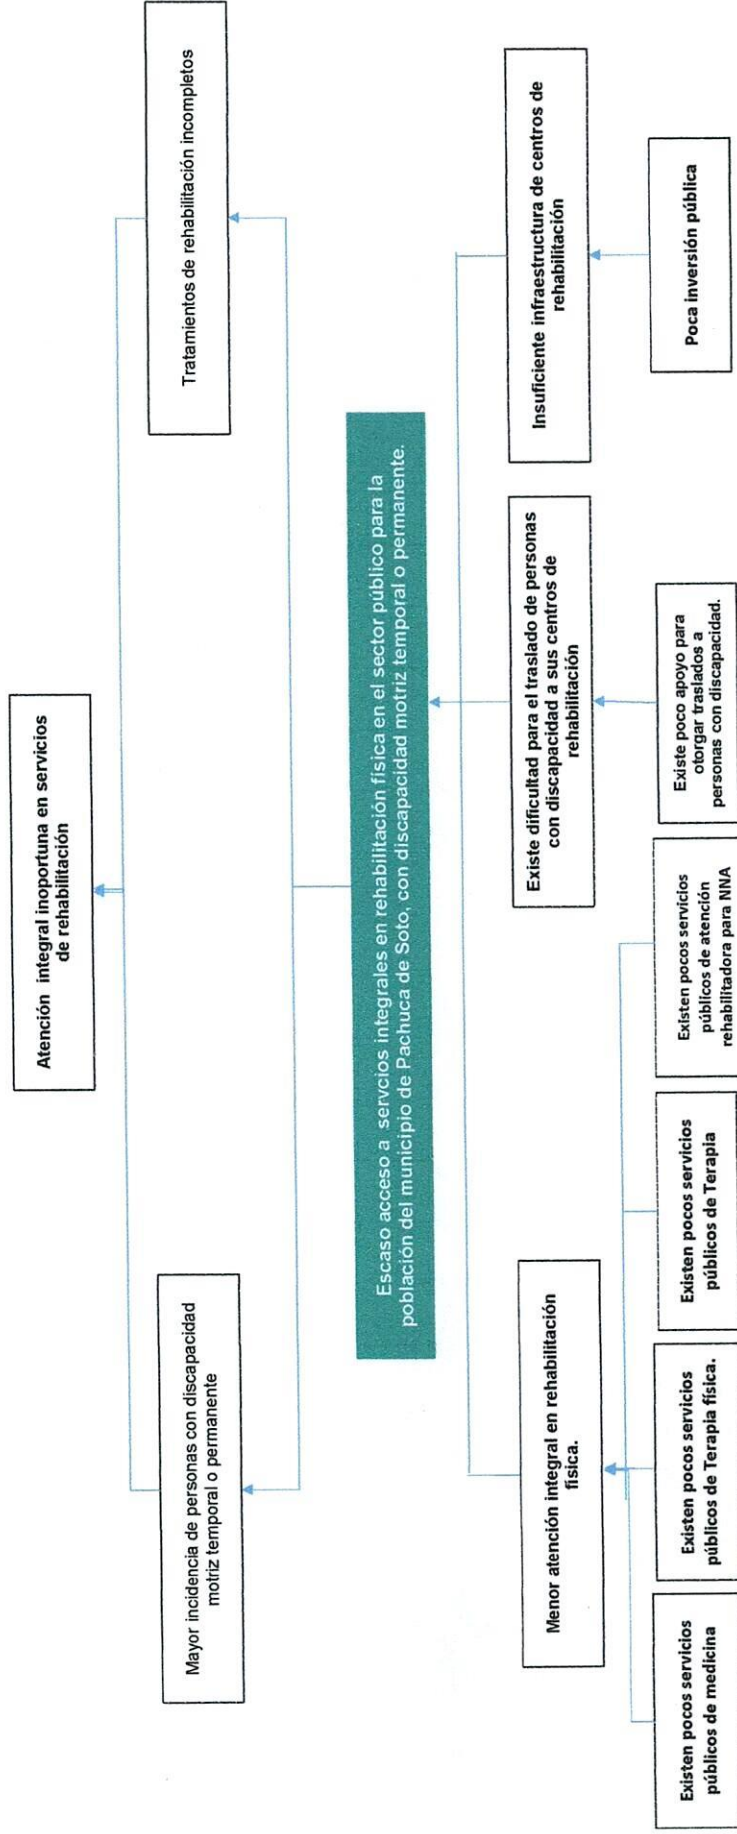 Atención  integral inoportuna en servicios
de rehabilitación
Mayor incidencia de personas con discapacidad
motriz temporal o permanente
Tratamientos de rehabilitación incompletos
Escaso acceso a  servcios integrales en rehabilitación física en el sector público para la
población del municipio de Pachuca de Soto, con discapacidad motriz temporal o permanente.
Menor atención integral en rehabilitación
física.
Existe dificultad para el traslado de personas
con discapacidad a sus centros de
rehabilitación
Insuficiente infraestructura de centros de
rehabilitación
Existen pocos servicios
públicos de medicina
Existen pocos servicios
públicos de Terapia física.
Existen pocos servicios
públicos de Terapia
Existen pocos servicios
públicos de atención
rehabilitadora para NNA
Existe poco apoyo para
otorgar traslados a
personas con discapacidad.
Poca inversión pública